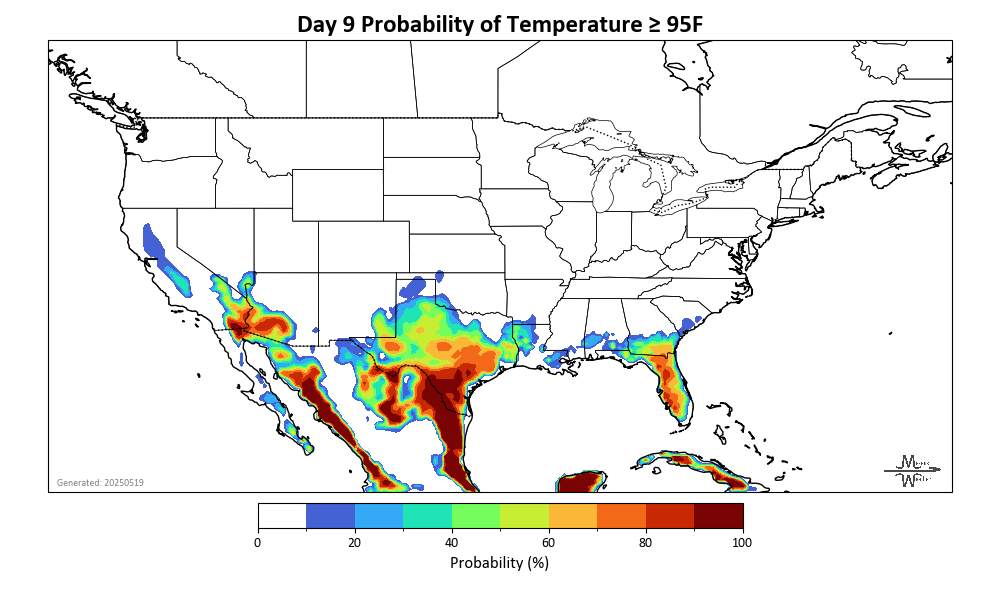 Day 9 Probability of Temperature ≥ 95F
Generated: 20250519
0 20 40 60 80 100
Probability (%)